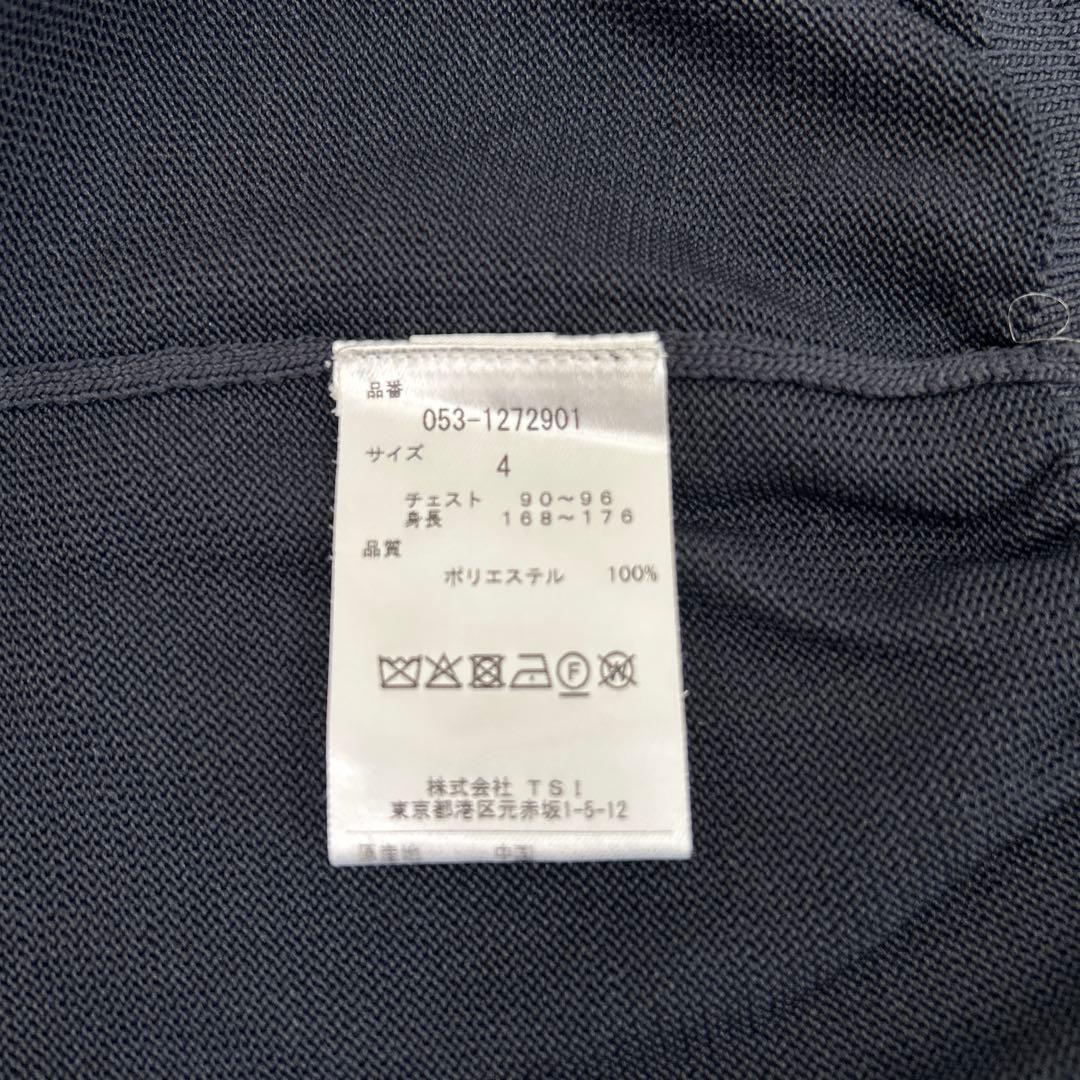 品番
053-1272901
サイズ
4
チェスト 90～96
身長 168～176
品質
ポリエステル 100%
F W
株式会社 TSI
東京都港区元赤坂1-5-12
原産地 中国